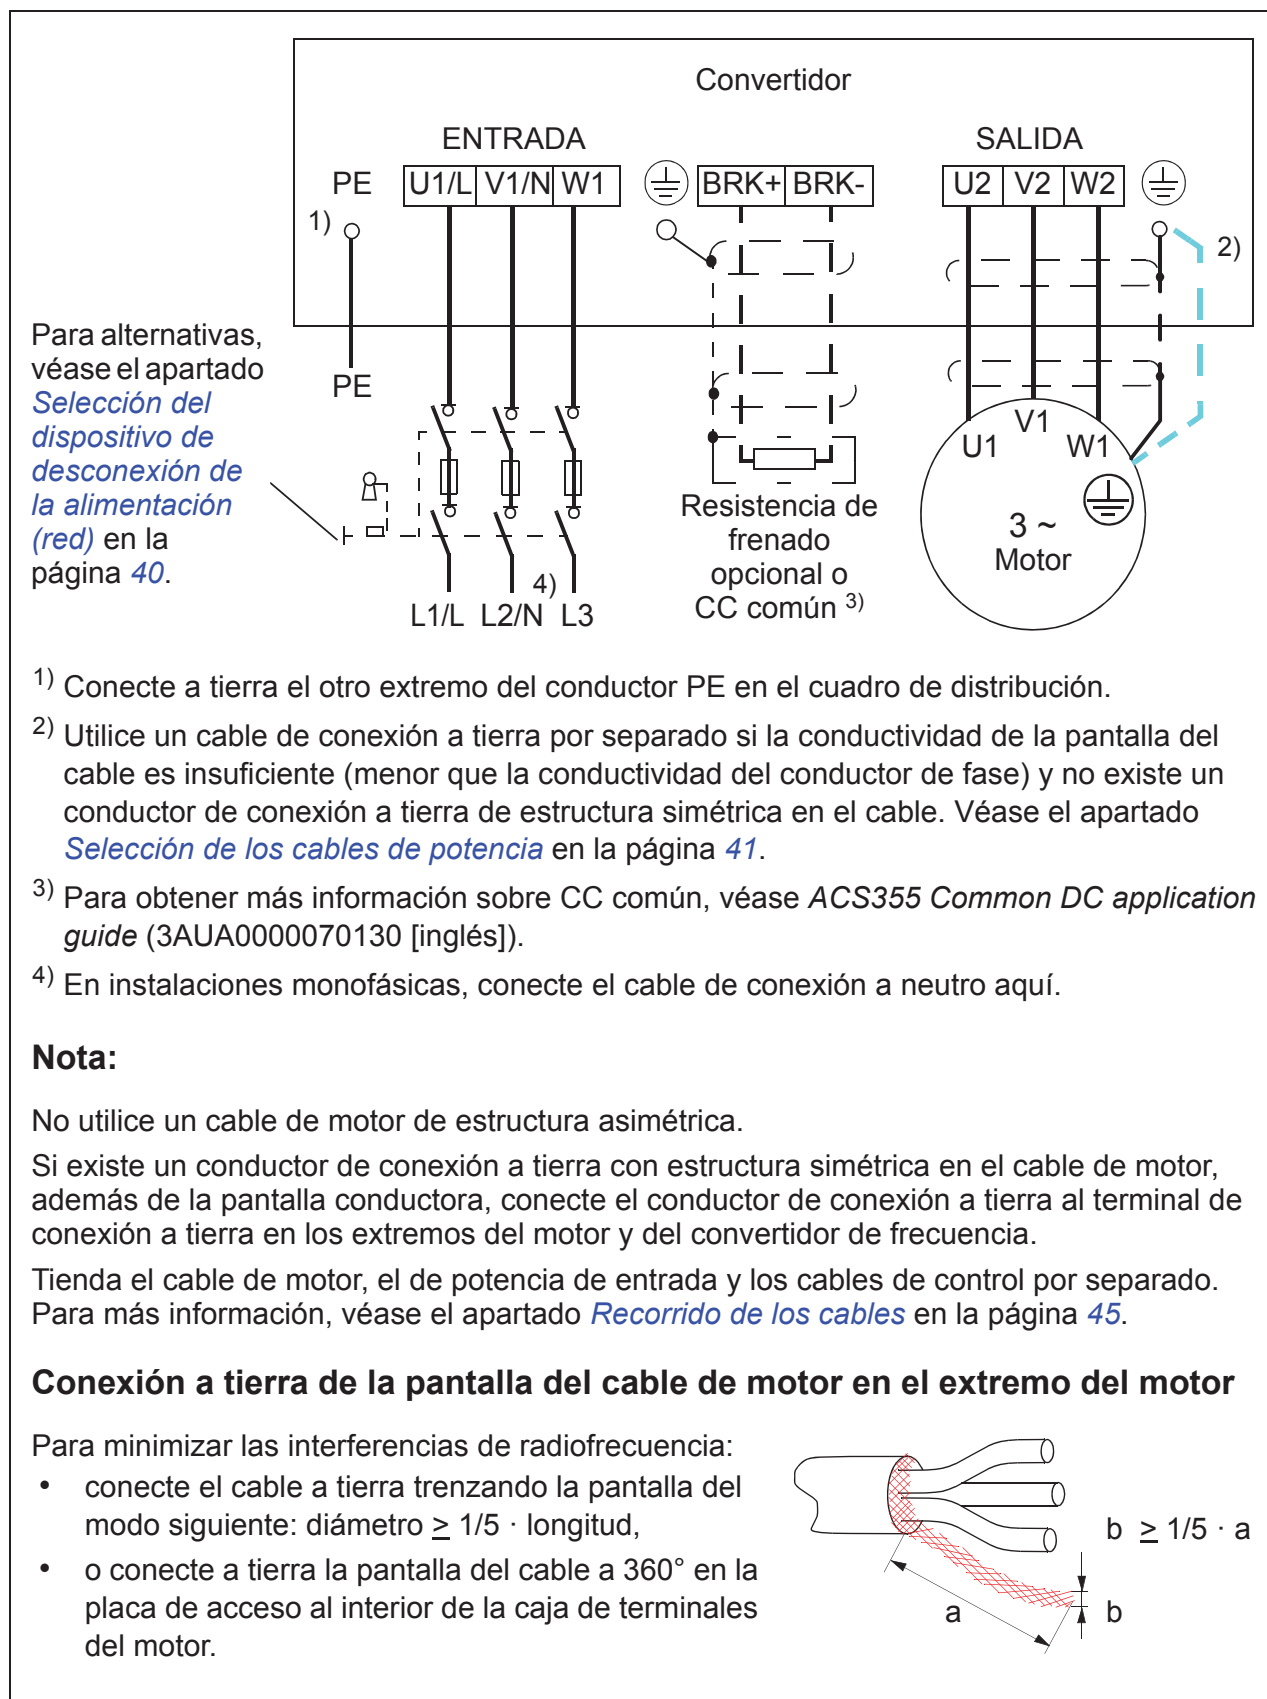 Convertidor
ENTRADA
SALIDA
PE
U1/L V1/N W1
BRK+ BRK-
U2 V2 W2
1)
2)
Para alternativas,
véase el apartado
Selección del
dispositivo de
desconexión de
la alimentación
(red) en la
página 40.
PE
U1
V1
W1
3 ~
Motor
Resistencia de
frenado
opcional o
CC común 3)
4)
L1/L L2/N L3
1) Conecte a tierra el otro extremo del conductor PE en el cuadro de distribución.
2) Utilice un cable de conexión a tierra por separado si la conductividad de la pantalla del
cable es insuficiente (menor que la conductividad del conductor de fase) y no existe un
conductor de conexión a tierra de estructura simétrica en el cable. Véase el apartado
Selección de los cables de potencia en la página 41.
3) Para obtener más información sobre CC común, véase ACS355 Common DC application
guide (3AUA0000070130 [inglés]).
4) En instalaciones monofásicas, conecte el cable de conexión a neutro aquí.
Nota:
No utilice un cable de motor de estructura asimétrica.
Si existe un conductor de conexión a tierra con estructura simétrica en el cable de motor,
además de la pantalla conductora, conecte el conductor de conexión a tierra al terminal de
conexión a tierra en los extremos del motor y del convertidor de frecuencia.
Tienda el cable de motor, el de potencia de entrada y los cables de control por separado.
Para más información, véase el apartado Recorrido de los cables en la página 45.
Conexión a tierra de la pantalla del cable de motor en el extremo del motor
Para minimizar las interferencias de radiofrecuencia:
• conecte el cable a tierra trenzando la pantalla del
modo siguiente: diámetro ≥ 1/5 · longitud,
• o conecte a tierra la pantalla del cable a 360° en la
placa de acceso al interior de la caja de terminales
del motor.
b ≥ 1/5 · a
a
b